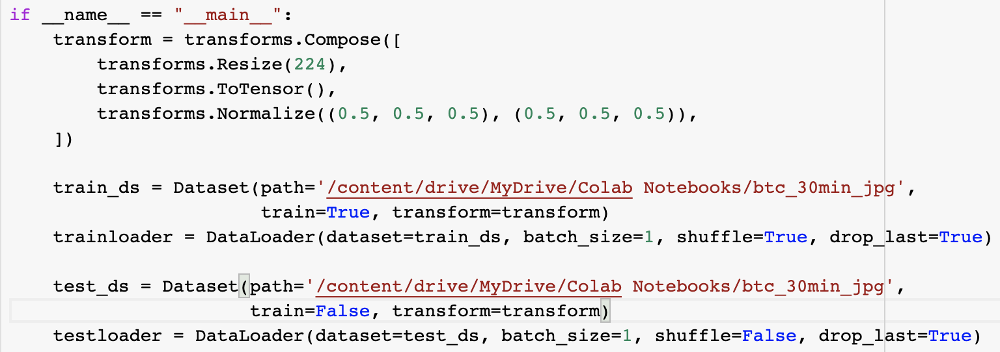 if __name__ == "__main__":
    transform = transforms.Compose([
        transforms.Resize(224),
        transforms.ToTensor(),
        transforms.Normalize((0.5, 0.5, 0.5), (0.5, 0.5, 0.5)),
    ])

    train_ds = Dataset(path='/content/drive/MyDrive/Colab Notebooks/btc_30min_jpg',
                       train=True, transform=transform)
    trainloader = DataLoader(dataset=train_ds, batch_size=1, shuffle=True, drop_last=True)

    test_ds = Dataset(path='/content/drive/MyDrive/Colab Notebooks/btc_30min_jpg',
                      train=False, transform=transform)
    testloader = DataLoader(dataset=test_ds, batch_size=1, shuffle=False, drop_last=True)